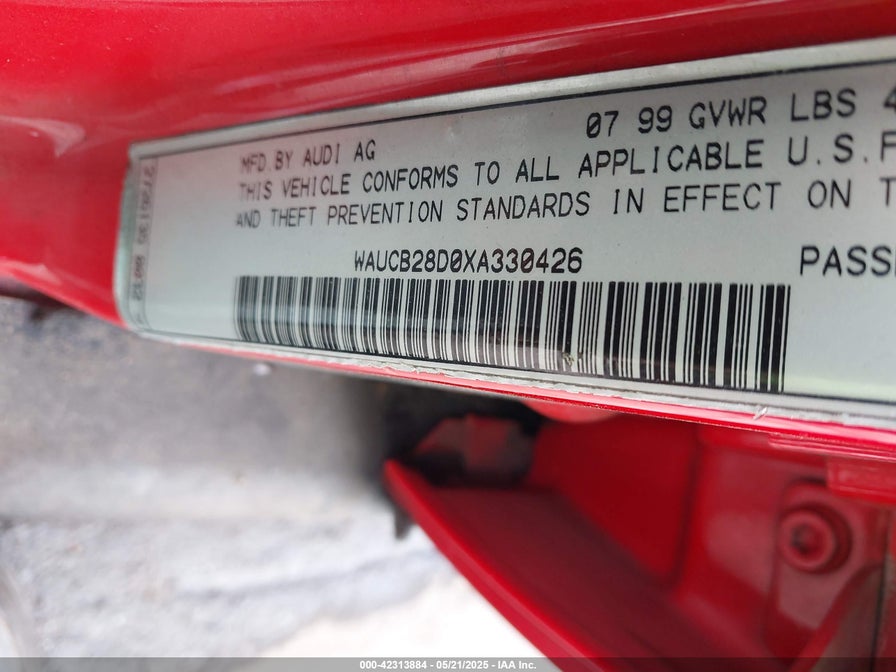 07 99 GVWR LBS
MFD.BY AUDI AG
THIS VEHICLE CONFORMS TO ALL APPLICABLE U.S.F
AND THEFT PREVENTION STANDARDS IN EFFECT ON T
WAUCB28D0XA330426
PASS
000-42313884 | 05/21/2025 | IAA Inc.